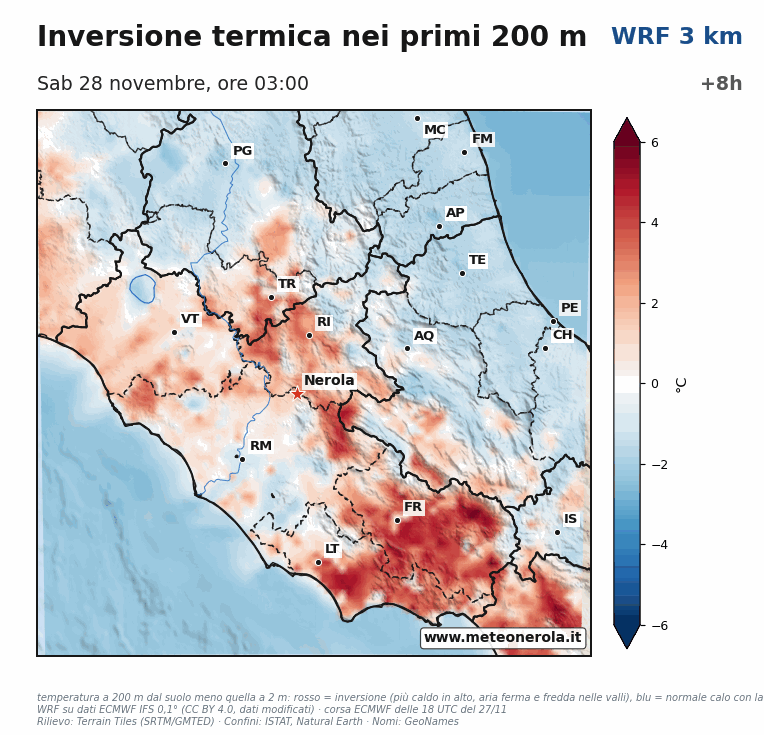 Inversione termica nei primi 200 m
WRF 3 km
Sab 28 novembre, ore 03:00
+8h
MC
FM
PG
AP
TE
TR
PE
VT
RI
CH
AQ
Nerola
RM
FR
IS
LT
www.meteonerola.it
6
4
2
0
−2
−4
−6
°C
temperatura a 200 m dal suolo meno quella a 2 m: rosso = inversione (più caldo in alto, aria ferma e fredda nelle valli), blu = normale calo con la
WRF su dati ECMWF IFS 0,1° (CC BY 4.0, dati modificati) · corsa ECMWF delle 18 UTC del 27/11
Rilievo: Terrain Tiles (SRTM/GMTED) · Confini: ISTAT, Natural Earth · Nomi: GeoNames